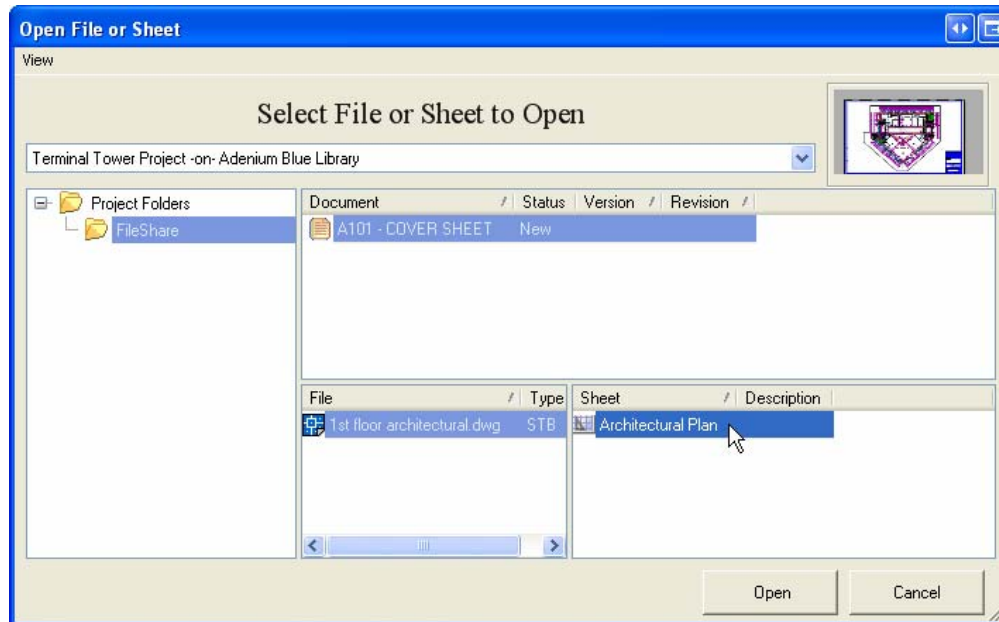 Open File or Sheet
View
Select File or Sheet to Open
Terminal Tower Project -on- Adenium Blue Library
Project Folders
FileShare
Document Status Version Revision
A101 - COVER SHEET New
File Type
1st floor architectural.dwg STB
Sheet Description
Architectural Plan
Open Cancel